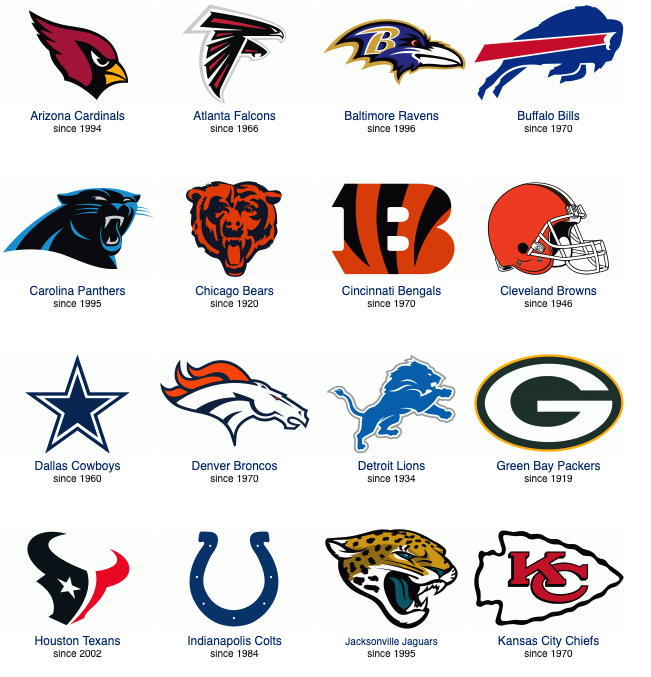 B
Arizona Cardinals
since 1994
Atlanta Falcons
since 1966
Baltimore Ravens
since 1996
Buffalo Bills
since 1970
B
Carolina Panthers
since 1995
Chicago Bears
since 1920
Cincinnati Bengals
since 1970
Cleveland Browns
since 1946
G
Dallas Cowboys
since 1960
Denver Broncos
since 1970
Detroit Lions
since 1934
Green Bay Packers
since 1919
KC
Houston Texans
since 2002
Indianapolis Colts
since 1984
Jacksonville Jaguars
since 1995
Kansas City Chiefs
since 1970